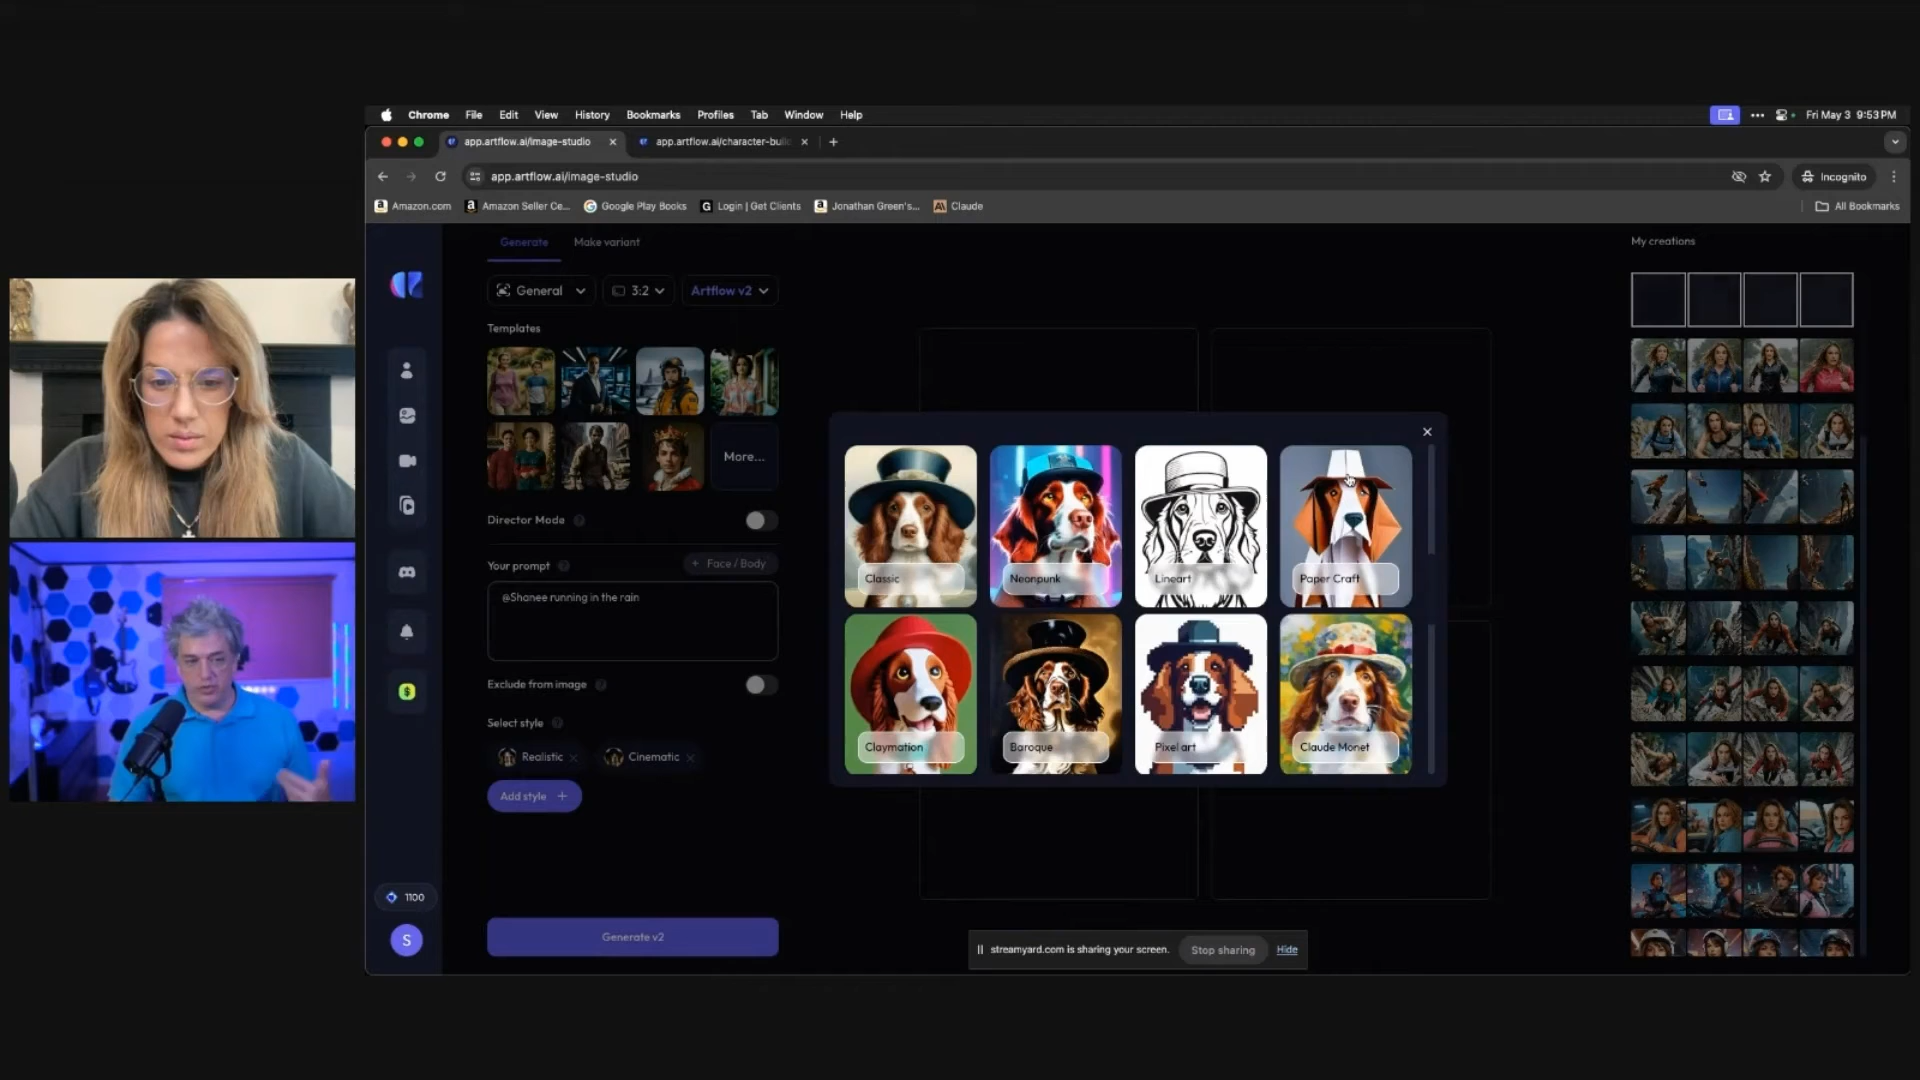 Chrome File Edit View History Bookmarks Profiles Tab Window Help
Fri May 3 9:53 PM
app.artflow.ai/image-studio
app.artflow.ai/character-buil
app.artflow.ai/image-studio
Incognito
Amazon.com
Amazon Seller Ce...
Google Play Books
Login | Get Clients
Jonathan Green's...
Claude
All Bookmarks
Generate
Make variant
General
3:2
Artflow v2
Templates
More...
Director Mode
Your prompt
+ Face / Body
@Shanee running in the rain
Exclude from image
Select style
Realistic
Cinematic
Add style +
1100
S
Generate v2
Classic
Neonpunk
Lineart
Paper Craft
Claymation
Baroque
Pixel art
Claude Monet
My creations
streamyard.com is sharing your screen.
Stop sharing
Hide